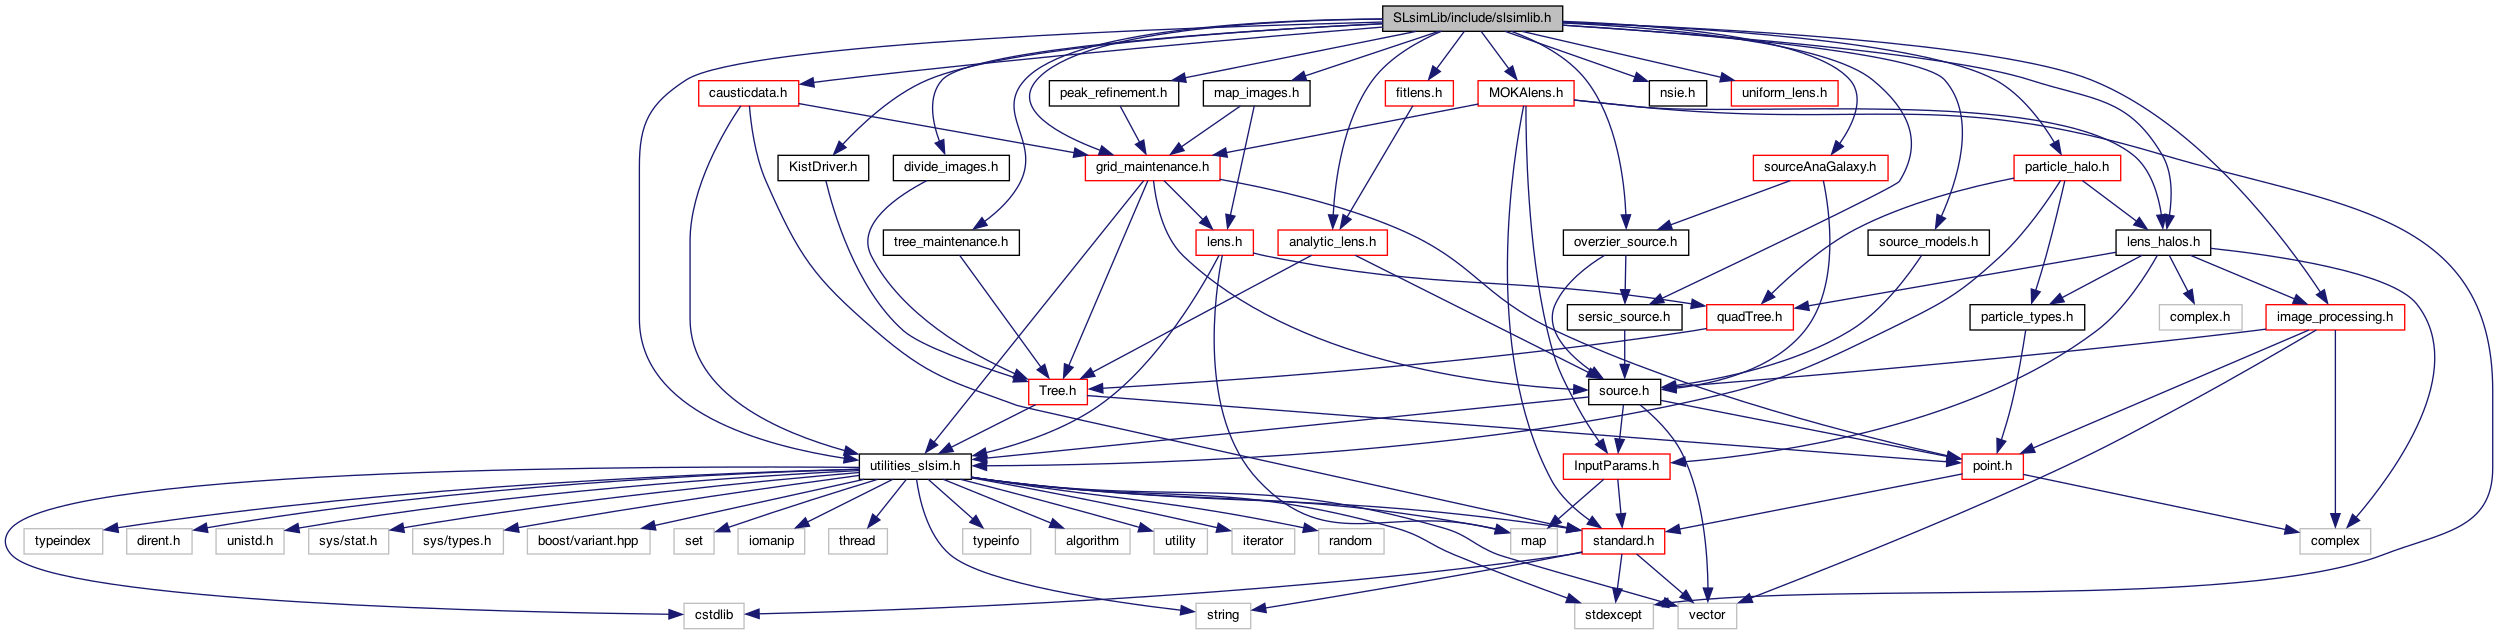 SLsimLib/include/slsimlib.h
causticdata.h
peak_refinement.h
map_images.h
fitlens.h
MOKAlens.h
nsie.h
uniform_lens.h
KistDriver.h
divide_images.h
grid_maintenance.h
sourceAnaGalaxy.h
particle_halo.h
tree_maintenance.h
lens.h
analytic_lens.h
overzier_source.h
source_models.h
lens_halos.h
sersic_source.h
quadTree.h
particle_types.h
complex.h
image_processing.h
Tree.h
source.h
utilities_slsim.h
InputParams.h
point.h
typeindex
dirent.h
unistd.h
sys/stat.h
sys/types.h
boost/variant.hpp
set
iomanip
thread
typeinfo
algorithm
utility
iterator
random
map
standard.h
complex
cstdlib
string
stdexcept
vector